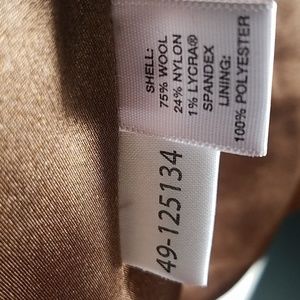 SHELL:
75% WOOL
24% NYLON
1% LYCRA®
SPANDEX
LINING:
100% POLYESTER
49-125134